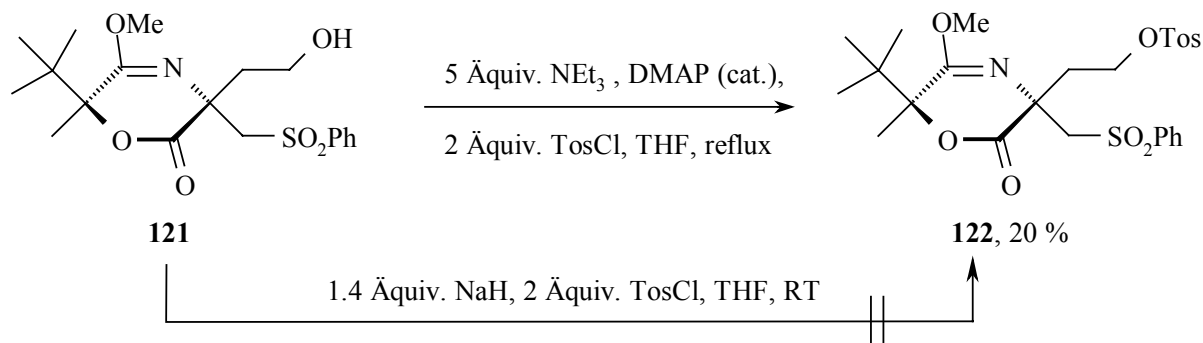 OMe
OH
N
5 Äquiv. NEt3 , DMAP (cat.),
O
SO2Ph
2 Äquiv. TosCl, THF, reflux
O
OMe
OTos
N
O
SO2Ph
O
121
122, 20 %
1.4 Äquiv. NaH, 2 Äquiv. TosCl, THF, RT